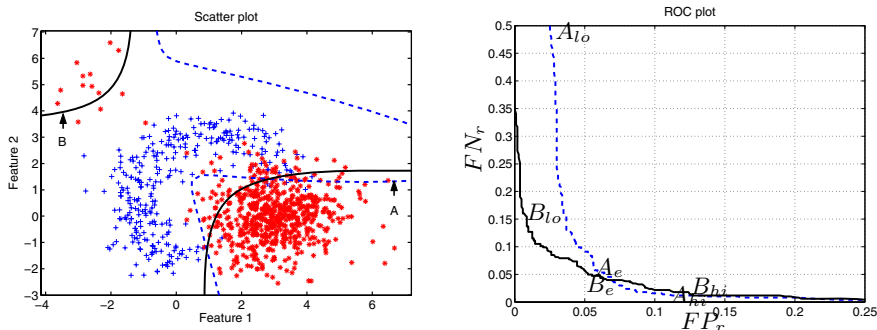 Scatter plot
7
6
5
4
3
2
1
0
−1
−2
−3
Feature 2
B
A
−4 −2 0 2 4 6
Feature 1
ROC plot
0.5
0.45
0.4
0.35
0.3
0.25
0.2
0.15
0.1
0.05
0
FN_r
A_lo
B_lo
A_e
B_e
A_hi
B_hi
0 0.05 0.1 0.15 0.2 0.25
FP_r